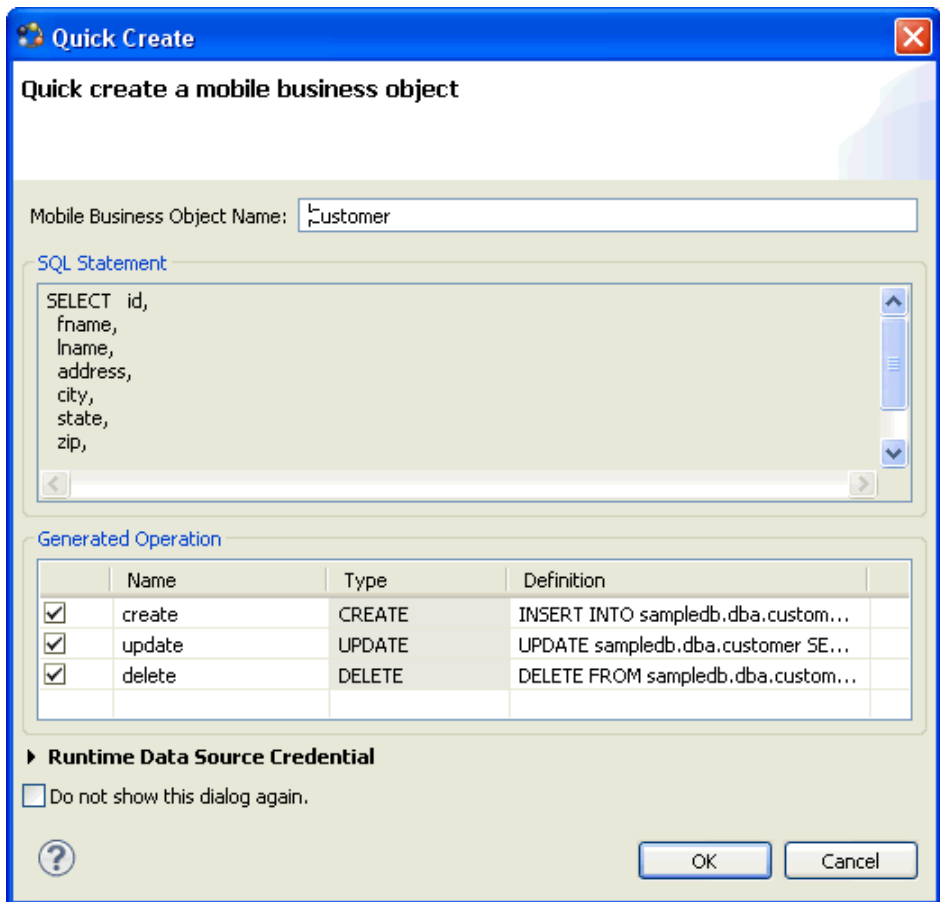 Quick Create
Quick create a mobile business object
Mobile Business Object Name: Customer
SQL Statement
SELECT id,
fname,
lname,
address,
city,
state,
zip,
Generated Operation
Name Type Definition
create CREATE INSERT INTO sampledb.dba.custom...
update UPDATE UPDATE sampledb.dba.customer SE...
delete DELETE DELETE FROM sampledb.dba.custom...
Runtime Data Source Credential
Do not show this dialog again.
? OK Cancel